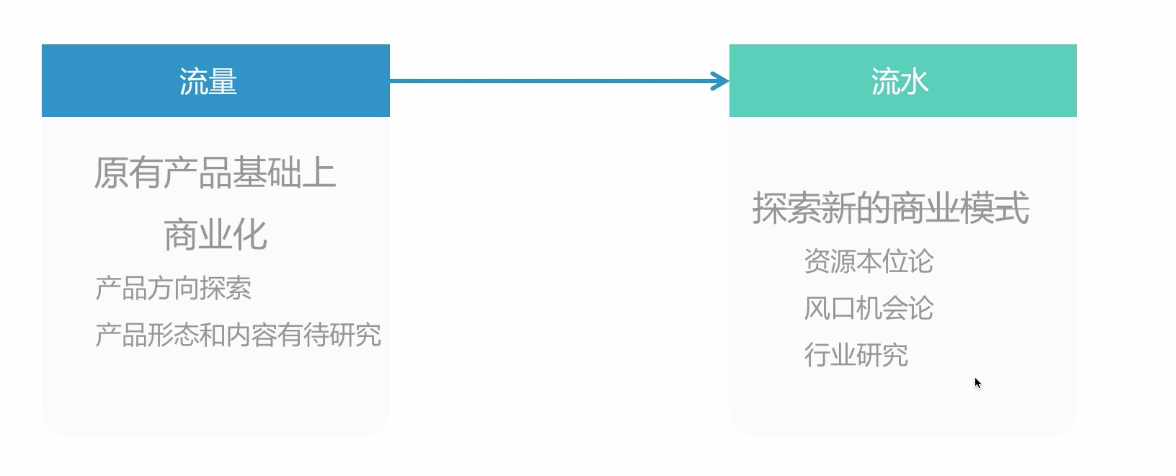 流量
原有产品基础上
商业化
产品方向探索
产品形态和内容有待研究
流水
探索新的商业模式
资源本位论
风口机会论
行业研究